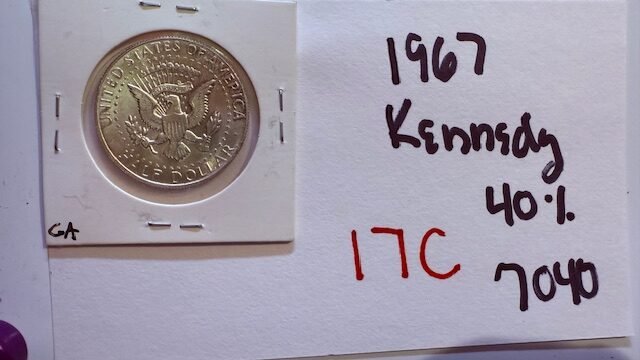 UNITED STATES OF AMERICA
HALF DOLLAR
GA
1967
Kennedy
40%
17C
7040